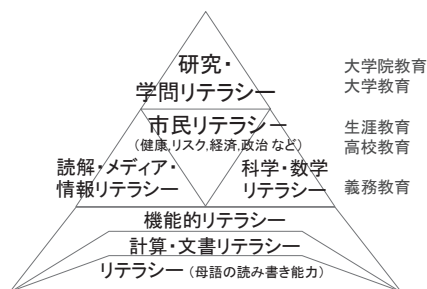 研究・
学問リテラシー
市民リテラシー
(健康,リスク,経済,政治 など)
読解・メディア・
情報リテラシー
科学・数学
リテラシー
機能的リテラシー
計算・文書リテラシー
リテラシー (母語の読み書き能力)
大学院教育
大学教育
生涯教育
高校教育
義務教育